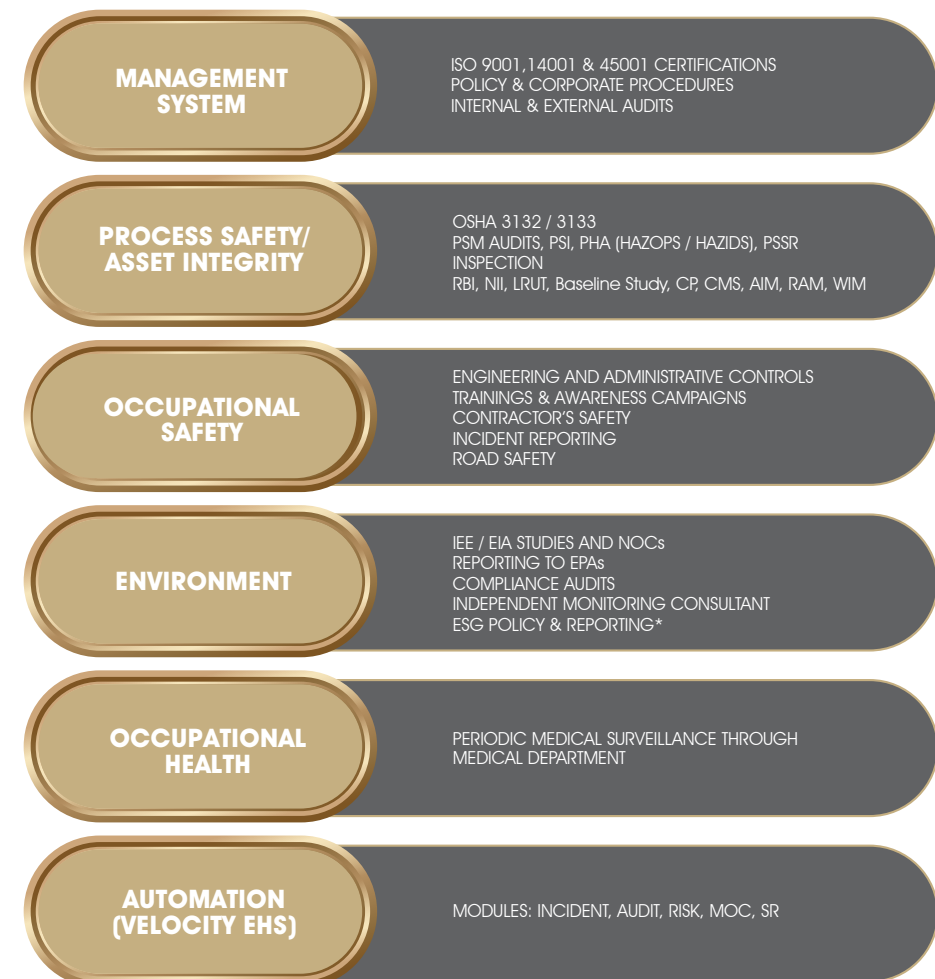 MANAGEMENT
SYSTEM
ISO 9001,14001 & 45001 CERTIFICATIONS
POLICY & CORPORATE PROCEDURES
INTERNAL & EXTERNAL AUDITS
PROCESS SAFETY/
ASSET INTEGRITY
OSHA 3132 / 3133
PSM AUDITS, PSI, PHA (HAZOPS / HAZIDS), PSSR
INSPECTION
RBI, NII, LRUT, Baseline Study, CP, CMS, AIM, RAM, WIM
OCCUPATIONAL
SAFETY
ENGINEERING AND ADMINISTRATIVE CONTROLS
TRAININGS & AWARENESS CAMPAIGNS
CONTRACTOR'S SAFETY
INCIDENT REPORTING
ROAD SAFETY
ENVIRONMENT
IEE / EIA STUDIES AND NOCs
REPORTING TO EPAs
COMPLIANCE AUDITS
INDEPENDENT MONITORING CONSULTANT
ESG POLICY & REPORTING*
OCCUPATIONAL
HEALTH
PERIODIC MEDICAL SURVEILLANCE THROUGH
MEDICAL DEPARTMENT
AUTOMATION
(VELOCITY EHS)
MODULES: INCIDENT, AUDIT, RISK, MOC, SR